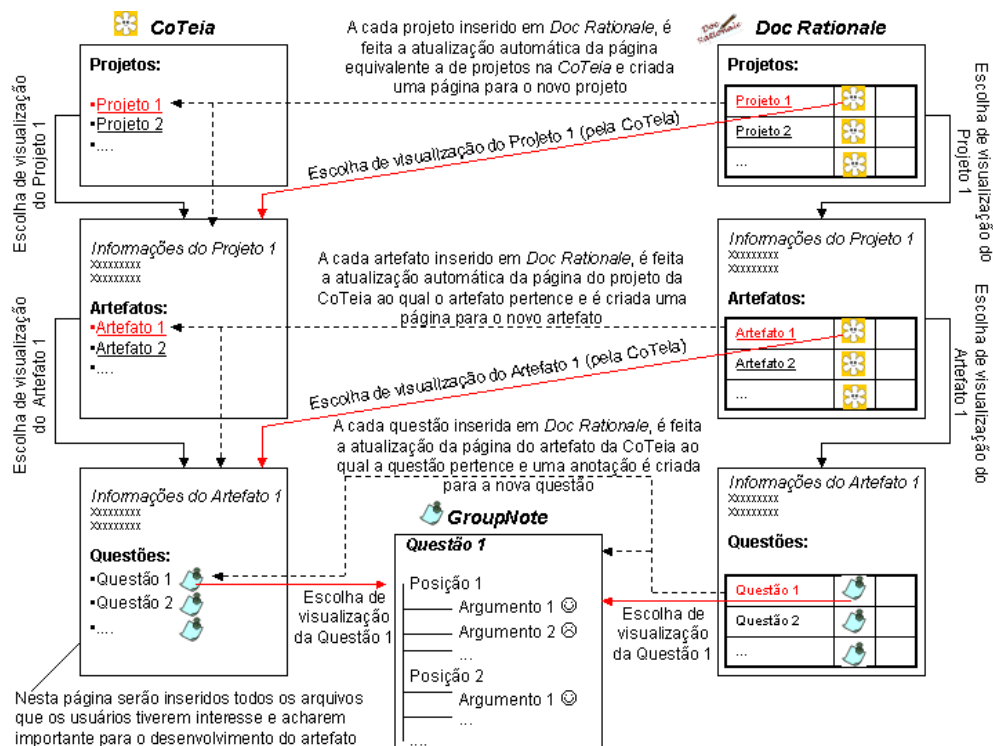 CoTeia
Projetos:
▪Projeto 1
▪Projeto 2
▪....
Escolha de visualização
do Projeto 1
A cada projeto inserido em Doc Rationale, é
feita a atualização automática da página
equivalente a de projetos na CoTeia e criada
uma página para o novo projeto
Doc
Rationale
Doc Rationale
Projetos:
Projeto 1
Projeto 2
...
Escolha de visualização do
Projeto 1
Escolha de visualização do Projeto 1 (pela CoTeia)
Informações do Projeto 1
Xxxxxxxxx
Xxxxxxxxx
Artefatos:
▪Artefato 1
▪Artefato 2
▪....
Escolha de visualização
do Artefato 1
A cada artefato inserido em Doc Rationale, é feita
a atualização automática da página do projeto da
CoTeia ao qual o artefato pertence e é criada uma
página para o novo artefato
Informações do Projeto 1
Xxxxxxxxx
Xxxxxxxxx
Artefatos:
Artefato 1
Artefato 2
...
Escolha de visualização do
Artefato 1
Escolha de visualização do Artefato 1 (pela CoTeia)
A cada questão inserida em Doc Rationale, é feita
a atualização da página do artefato da CoTeia ao
qual a questão pertence e uma anotação é criada
para a nova questão
Informações do Artefato 1
Xxxxxxxxx
Xxxxxxxxx
Questões:
▪Questão 1
▪Questão 2
▪....
Escolha de
visualização
da Questão 1
GroupNote
Questão 1
Posição 1
Argumento 1 ☺
Argumento 2 ☹
...
Posição 2
Argumento 1 ☺
...
....
Escolha de
visualização
da Questão 1
Informações do Artefato 1
Xxxxxxxxx
Xxxxxxxxx
Questões:
Questão 1
Questão 2
...
Nesta página serão inseridos todos os arquivos
que os usuários tiverem interesse e acharem
importante para o desenvolvimento do artefato